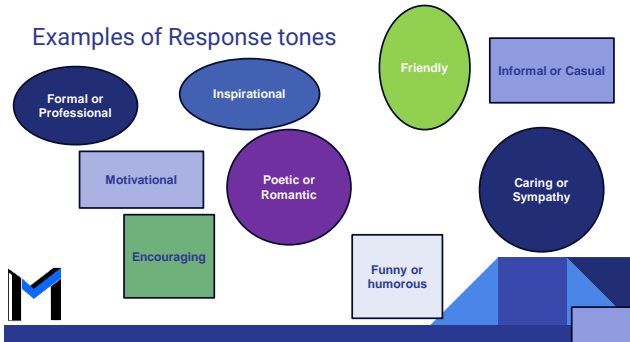 Examples of Response tones
Formal or
Professional
Inspirational
Friendly
Informal or Casual
Motivational
Poetic or
Romantic
Caring or
Sympathy
Encouraging
Funny or
humorous
M